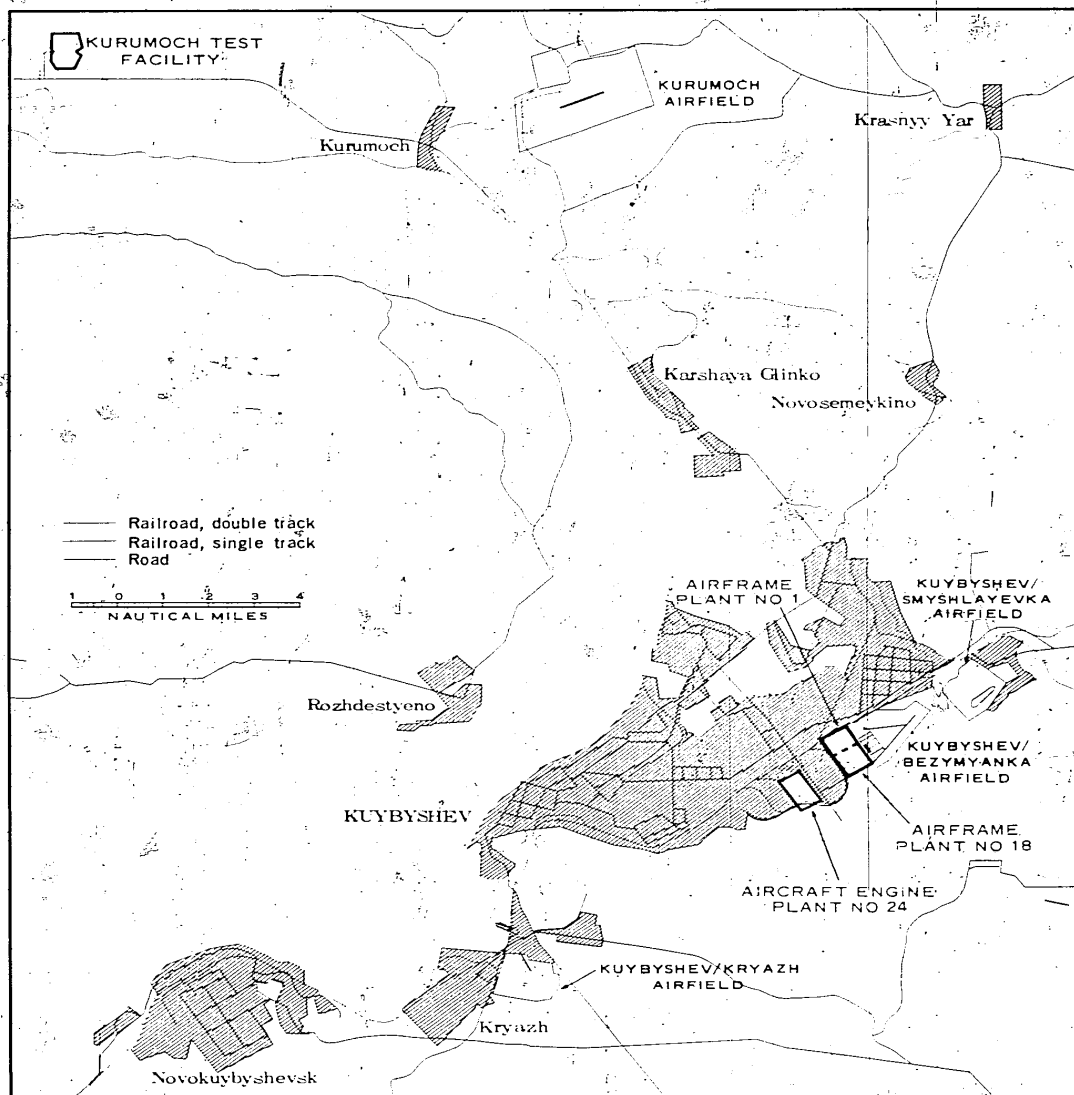 KURUMOCH TEST
FACILITY
KURUMOCH
AIRFIELD
Krasnyy Yar
Kurumoch
Karshaya Glinko
Novosemeykino
Railroad, double track
Railroad, single track
Road
1 0 1 2 3 4
NAUTICAL MILES
AIRFRAME
PLANT NO 1
KUYBYSHEV/
SMYSHLAYEVKA
AIRFIELD
Rozhdestyeno
KUYBYSHEV/
BEZYMYANKA
AIRFIELD
KUYBYSHEV
AIRFRAME
PLANT NO 18
AIRCRAFT ENGINE
PLANT NO 24
KUYBYSHEV/KRYAZH
AIRFIELD
Kryazh
Novokuybyshevsk